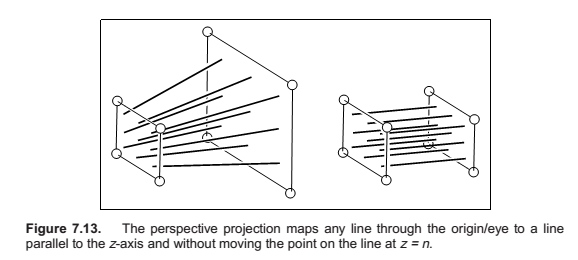 Figure 7.13. The perspective projection maps any line through the origin/eye to a line
parallel to the z-axis and without moving the point on the line at z = n.